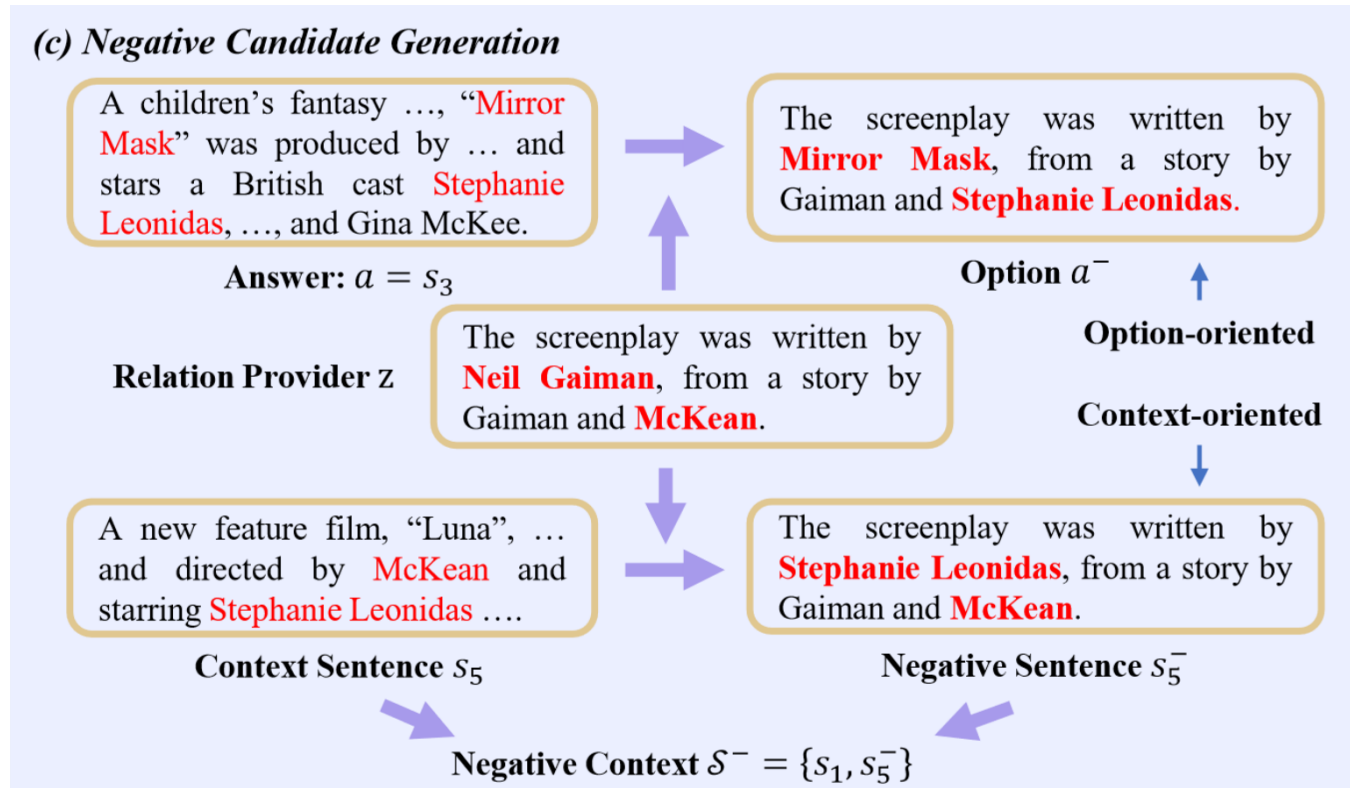 (c) Negative Candidate Generation
A children’s fantasy …, “Mirror
Mask” was produced by … and
stars a British cast Stephanie
Leonidas, …, and Gina McKee.
Answer: a = s₃
The screenplay was written by
Mirror Mask, from a story by
Gaiman and Stephanie Leonidas.
Option a⁻
Option-oriented
Relation Provider z
The screenplay was written by
Neil Gaiman, from a story by
Gaiman and McKean.
Context-oriented
A new feature film, “Luna”, …
and directed by McKean and
starring Stephanie Leonidas ….
Context Sentence s₅
The screenplay was written by
Stephanie Leonidas, from a story by
Gaiman and McKean.
Negative Sentence s₅⁻
Negative Context 𝒮⁻ = {s₁, s₅⁻}